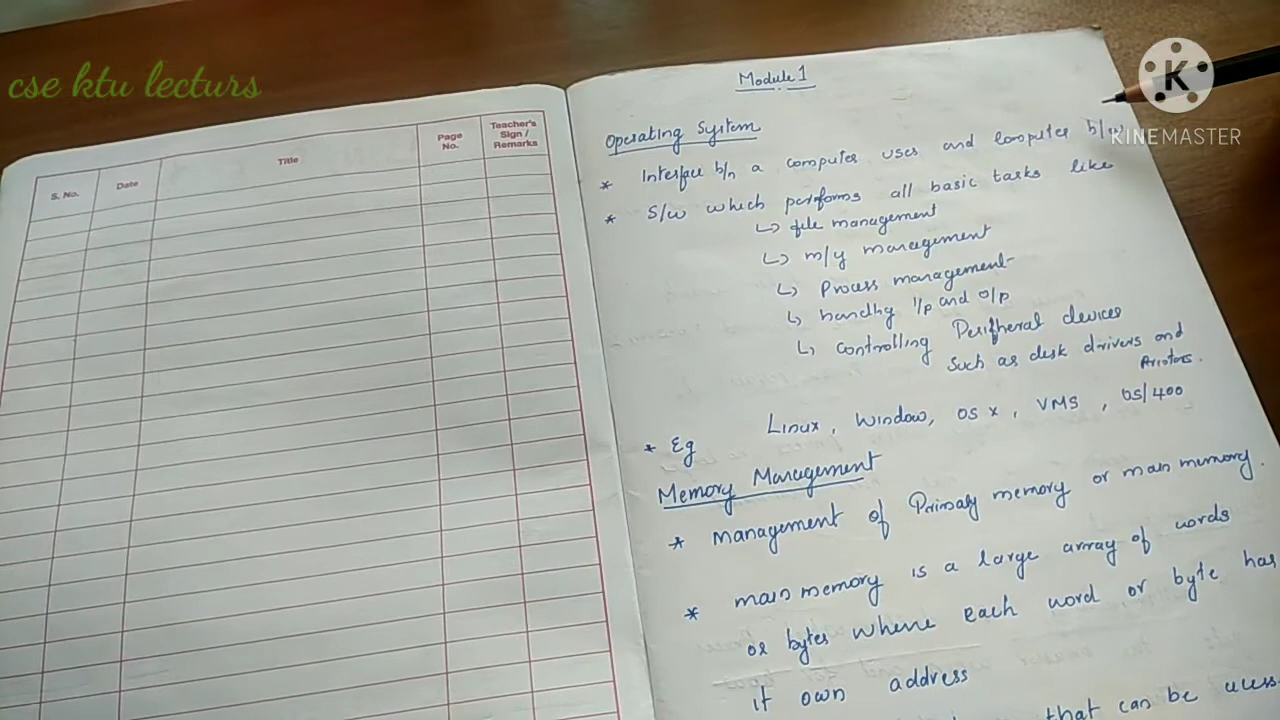 cse ktu lecturs
KINEMASTER
S. No.
Date
Title
Page No.
Teacher's Sign / Remarks
Module 1
Operating System
* Interface b/n a computer user and computer h/w
* S/w which performs all basic tasks like
↳ file management
↳ m/y management
↳ Process management
↳ handling i/p and o/p
↳ controlling Peripheral devices
such as disk drivers and
Printers.
* Eg Linux, Window, OS X, VMS, OS/400
Memory Management
* Management of Primary memory or main memory.
* main memory is a large array of words
or bytes where each word or byte has
it own address
that can be